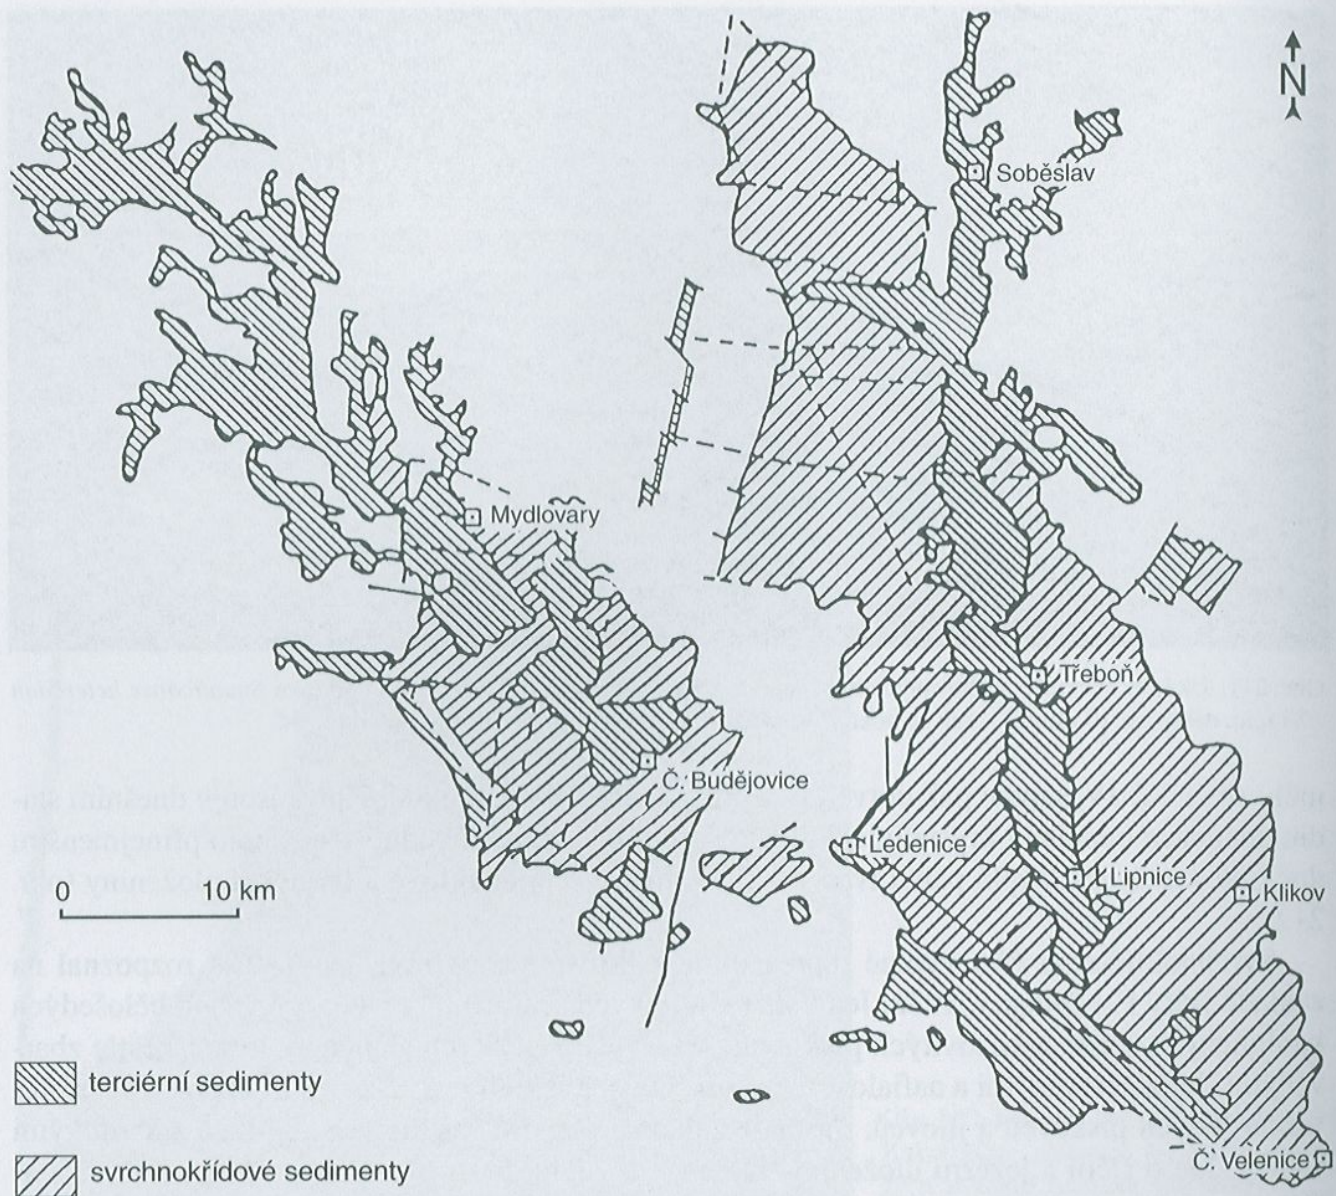 N
Soběslav
Mydlovary
Třeboň
Č. Budějovice
Ledenice
Lipnice
Klikov
0 10 km
terciérní sedimenty
svrchnokřídové sedimenty
Č. Velenice